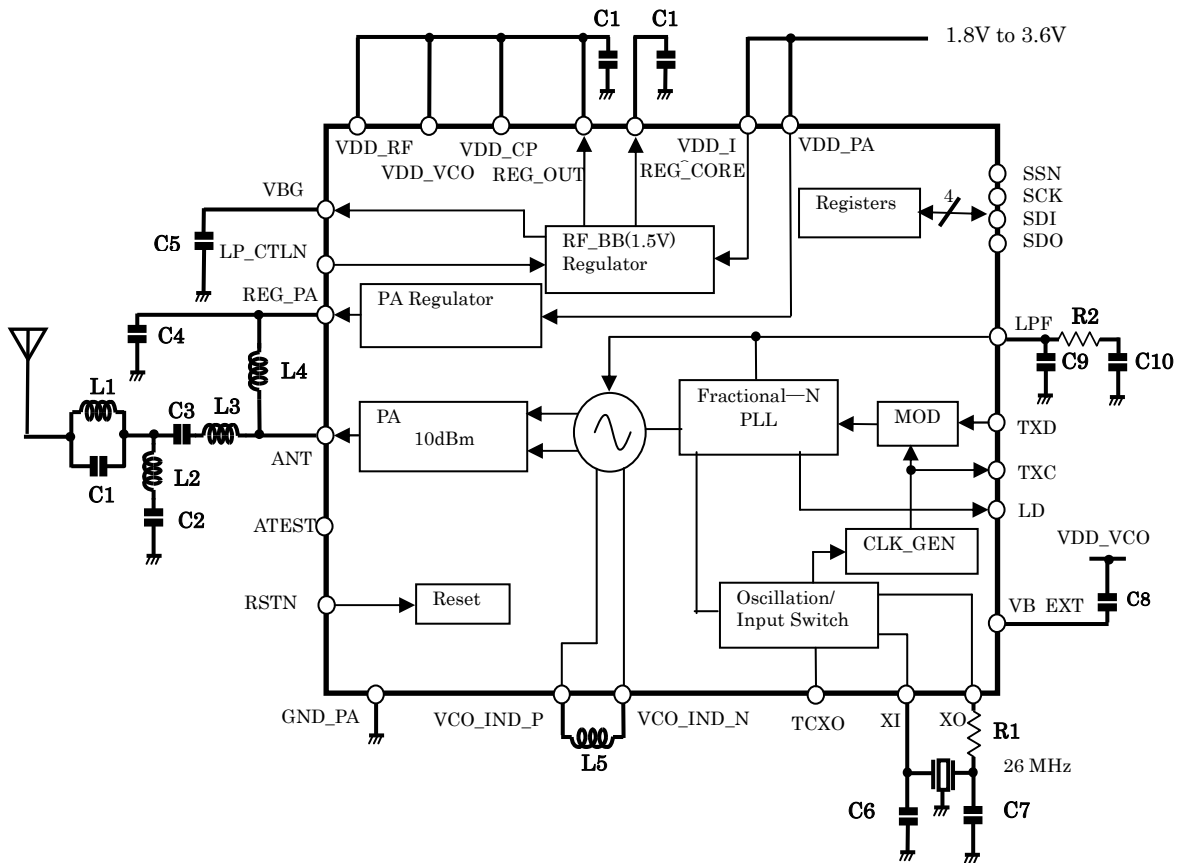 C1
C1
1.8V to 3.6V
VDD_RF
VDD_VCO
VDD_CP
REG_OUT
REG_CORE
VDD_I
VDD_PA
VBG
C5
LP_CTLN
REG_PA
C4
RF_BB(1.5V)
Regulator
PA Regulator
Registers
4
SSN
SCK
SDI
SDO
LPF
R2
C9
C10
L4
L1
C3
L3
C1
L2
C2
ANT
PA
10dBm
Fractional—N
PLL
MOD
TXD
TXC
LD
ATEST
CLK_GEN
VDD_VCO
VB_EXT
C8
RSTN
Reset
Oscillation/
Input Switch
GND_PA
VCO_IND_P
VCO_IND_N
L5
TCXO
XI
XO
R1
26 MHz
C6
C7